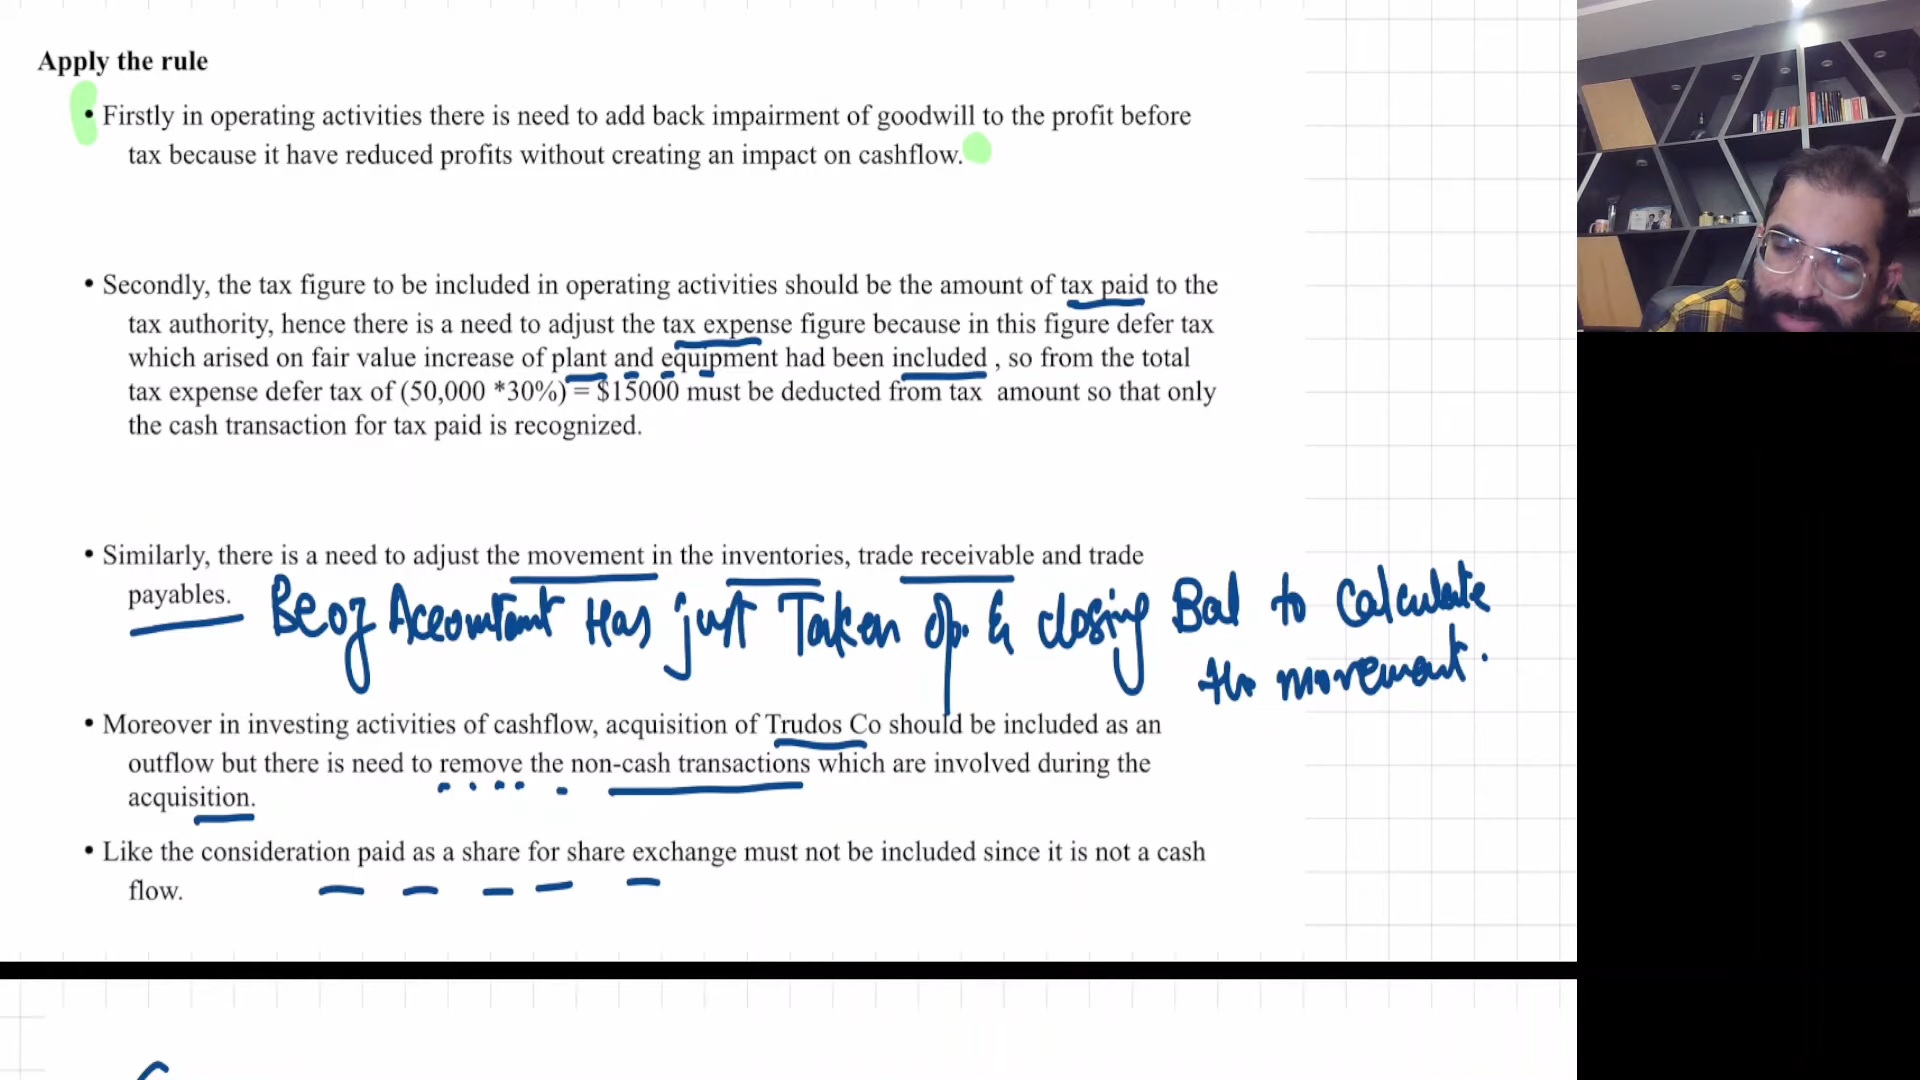 Apply the rule
• Firstly in operating activities there is need to add back impairment of goodwill to the profit before
tax because it have reduced profits without creating an impact on cashflow.
• Secondly, the tax figure to be included in operating activities should be the amount of tax paid to the
tax authority, hence there is a need to adjust the tax expense figure because in this figure defer tax
which arised on fair value increase of plant and equipment had been included , so from the total
tax expense defer tax of (50,000 *30%) = $15000 must be deducted from tax amount so that only
the cash transaction for tax paid is recognized.
• Similarly, there is a need to adjust the movement in the inventories, trade receivable and trade
payables.
Beoz Accountant Has just Taken op. & closing Bal to calculate
the movement.
• Moreover in investing activities of cashflow, acquisition of Trudos Co should be included as an
outflow but there is need to remove the non-cash transactions which are involved during the
acquisition.
• Like the consideration paid as a share for share exchange must not be included since it is not a cash
flow.